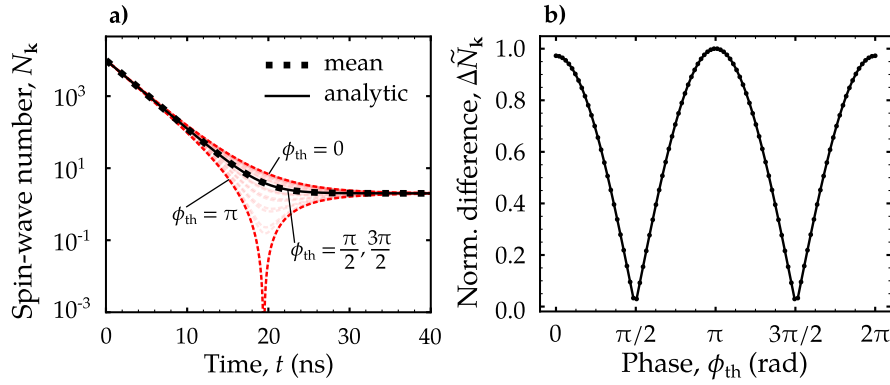 a)
Spin-wave number, N_k
10^3
10^1
10^-1
10^-3
mean
analytic
ϕ_th = 0
ϕ_th = π
ϕ_th = π/2, 3π/2
0 10 20 30 40
Time, t (ns)
b)
Norm. difference, ΔÑ_k
1.0
0.8
0.6
0.4
0.2
0.0
0 π/2 π 3π/2 2π
Phase, ϕ_th (rad)